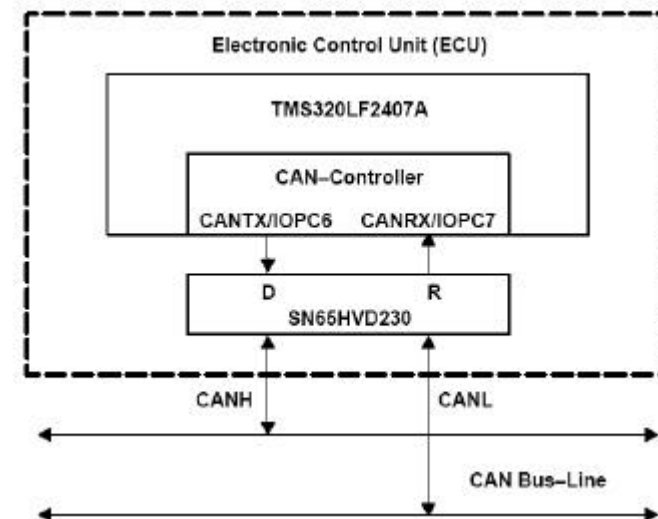 Electronic Control Unit (ECU)
TMS320LF2407A
CAN–Controller
CANTX/IOPC6 CANRX/IOPC7
D R
SN65HVD230
CANH CANL
CAN Bus–Line